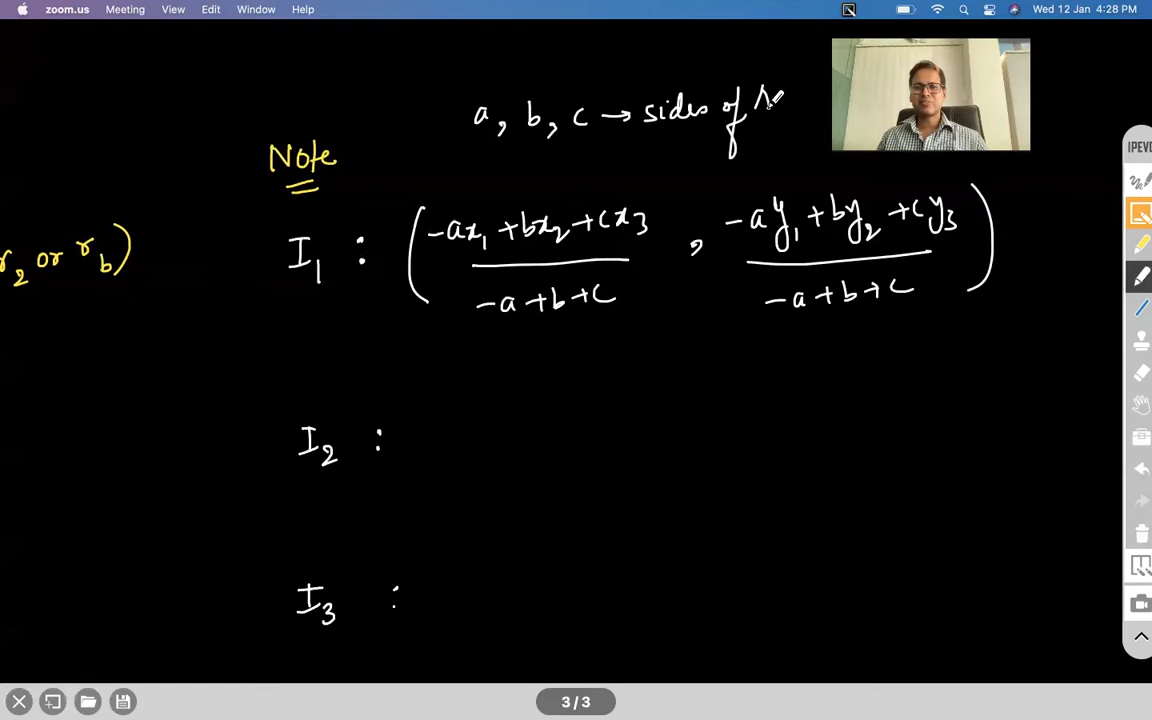 zoom.us Meeting View Edit Window Help Wed 12 Jan 4:28 PM
a, b, c → sides of
Note
I₁ : ( (-ax₁ + bx₂ + cx₃)/(-a + b + c) , (-ay₁ + by₂ + cy₃)/(-a + b + c) )
r₂ or r_b)
I₂ :
I₃ :
IPEVO
3 / 3